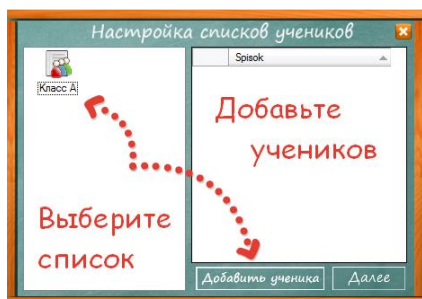 Настройка списков учеников
Spisok
Класс А
Добавьте
учеников
Выберите
список
Добавить ученика
Далее